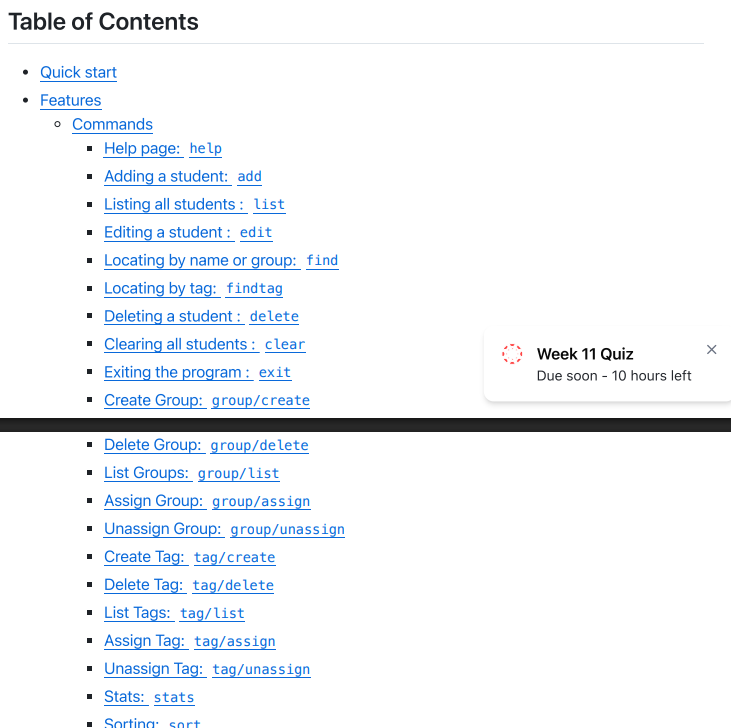 Table of Contents
Quick start
Features
Commands
Help page: help
Adding a student: add
Listing all students : list
Editing a student : edit
Locating by name or group: find
Locating by tag: findtag
Deleting a student : delete
Clearing all students : clear
Exiting the program : exit
Create Group: group/create
Week 11 Quiz
Due soon - 10 hours left
Delete Group: group/delete
List Groups: group/list
Assign Group: group/assign
Unassign Group: group/unassign
Create Tag: tag/create
Delete Tag: tag/delete
List Tags: tag/list
Assign Tag: tag/assign
Unassign Tag: tag/unassign
Stats: stats
Sorting: sort